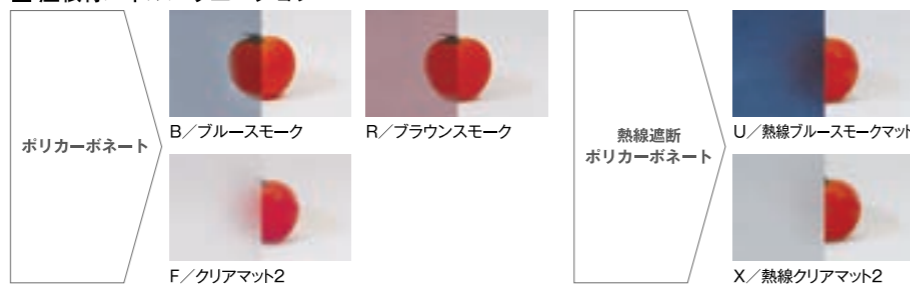 ポリカーボネート
B／ブルースモーク
R／ブラウンスモーク
F／クリアマット2
熱線遮断
ポリカーボネート
U／熱線ブルースモークマット
X／熱線クリアマット2